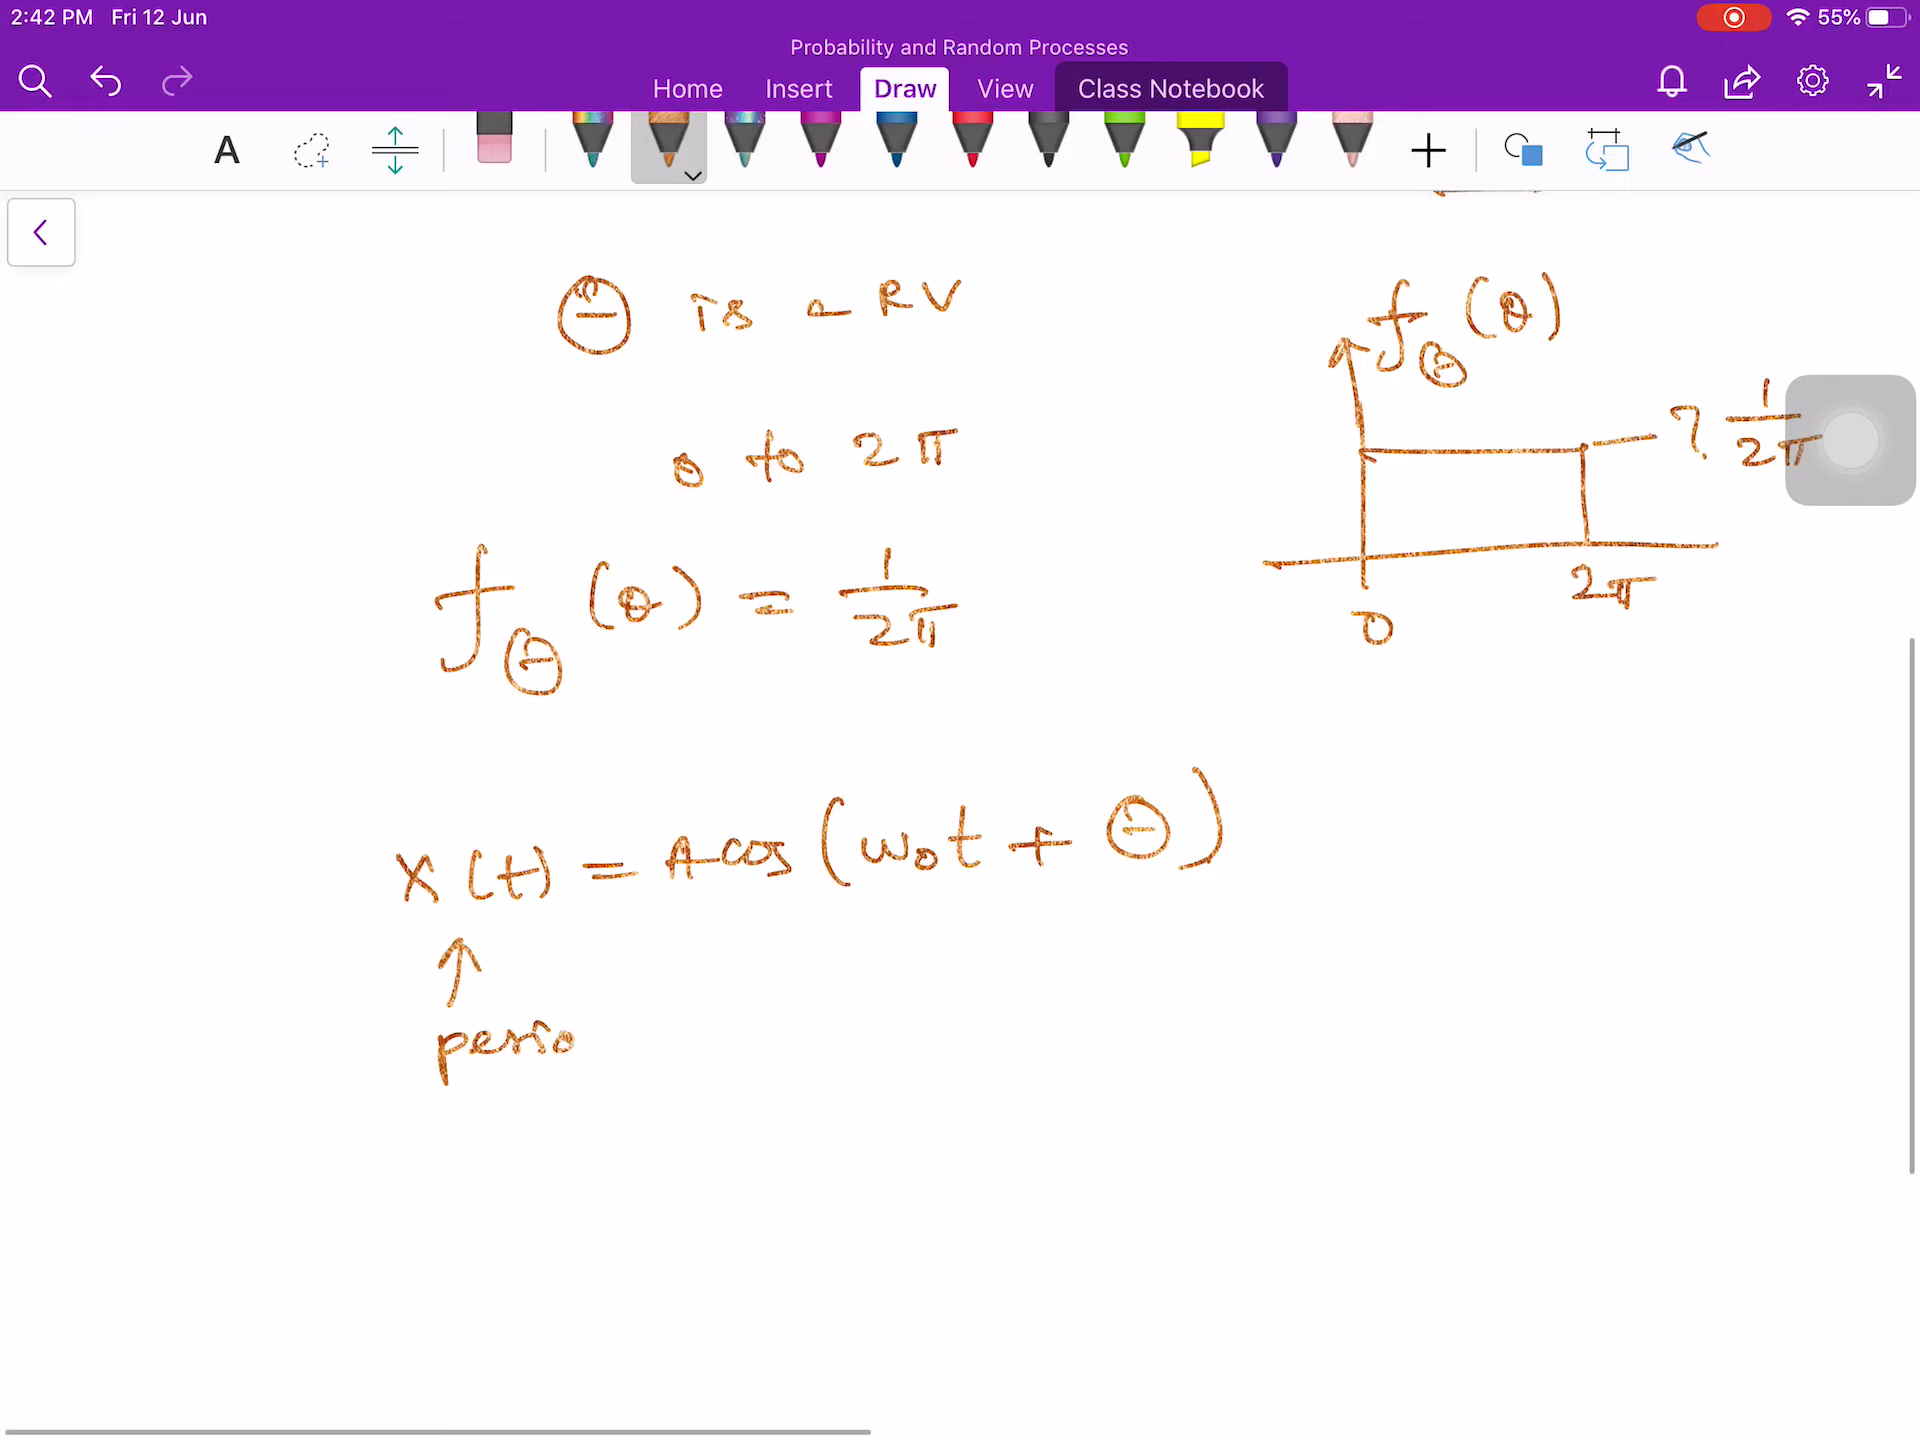 2:42 PM Fri 12 Jun
55%
Probability and Random Processes
Home Insert Draw View Class Notebook
A
Θ is a RV
0 to 2π
f_Θ(θ) = 1/2π
f_Θ(θ)
? 1/2π
0 2π
X(t) = A cos(ω₀t + Θ)
↑
perio